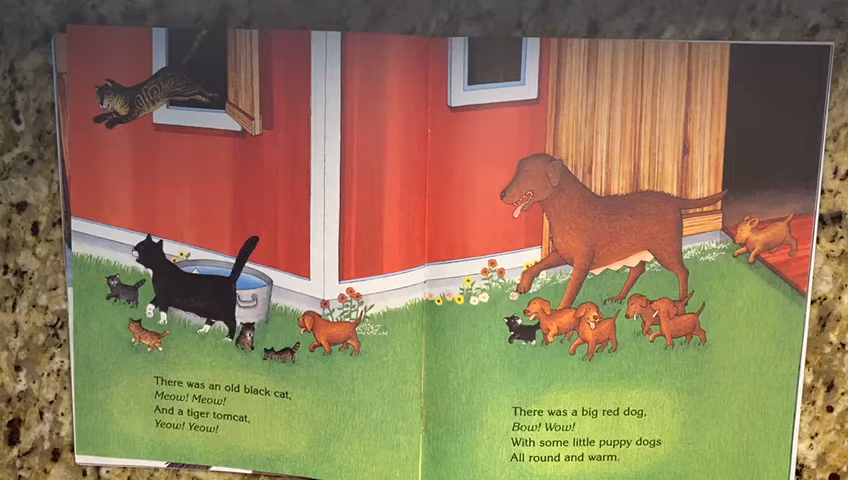 There was an old black cat,
Meow! Meow!
And a tiger tomcat,
Yeow! Yeow!
There was a big red dog,
Bow! Wow!
With some little puppy dogs
All round and warm.